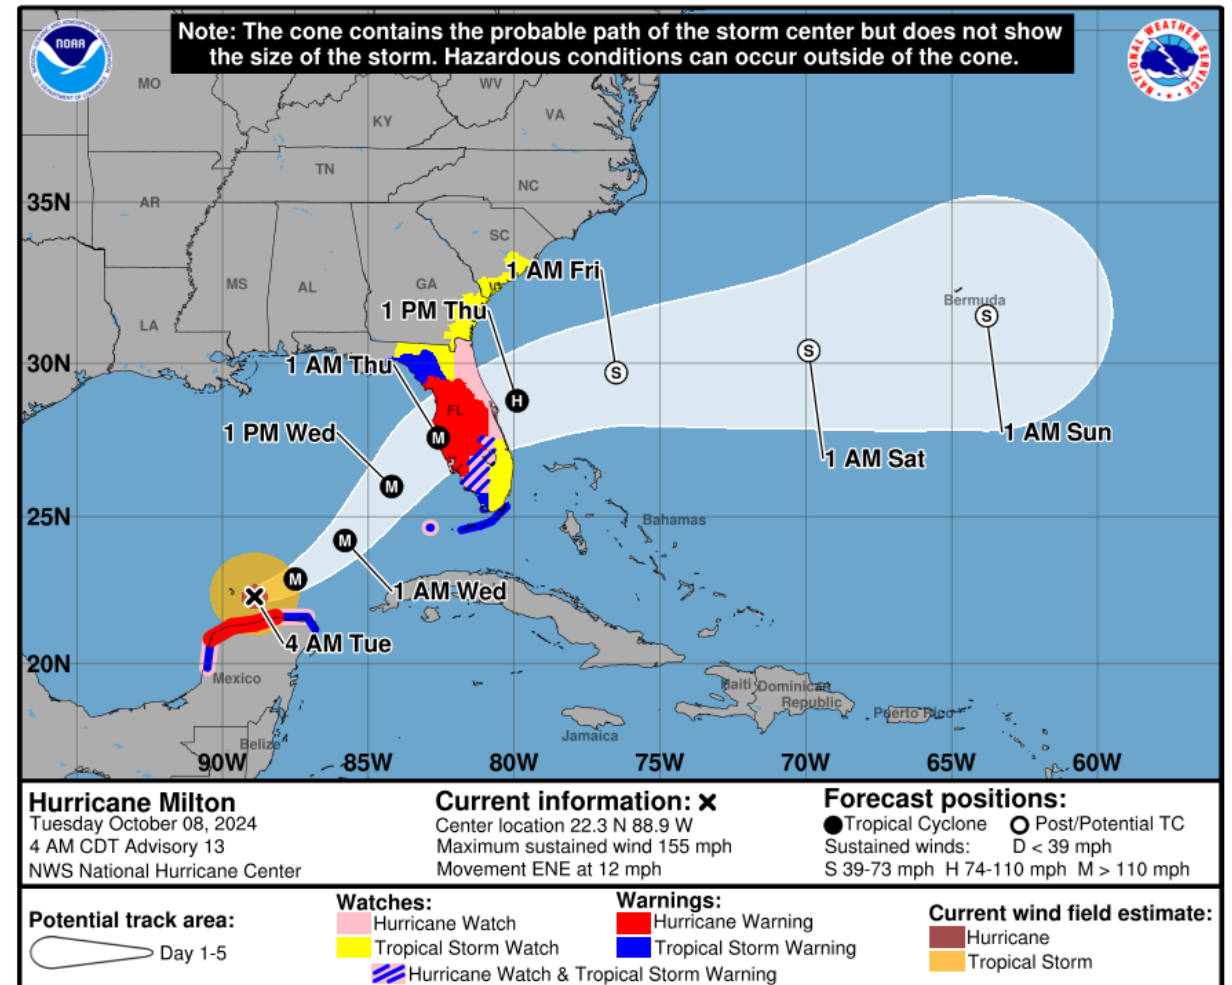 Note: The cone contains the probable path of the storm center but does not show
the size of the storm. Hazardous conditions can occur outside of the cone.
NOAA
NATIONAL WEATHER SERVICE
MO
WV
VA
KY
TN
NC
35N
AR
SC
MS
AL
GA
1 AM Fri
1 PM Thu
Bermuda
S
LA
1 AM Thu
30N
S
S
H
FL
M
1 PM Wed
1 AM Sun
1 AM Sat
M
25N
Bahamas
M
M
1 AM Wed
4 AM Tue
20N
Mexico
Haiti
Dominican
Republic
Puerto Rico
Jamaica
Belize
90W 85W 80W 75W 70W 65W 60W
Hurricane Milton
Tuesday October 08, 2024
4 AM CDT Advisory 13
NWS National Hurricane Center
Current information: ✖
Center location 22.3 N 88.9 W
Maximum sustained wind 155 mph
Movement ENE at 12 mph
Forecast positions:
Tropical Cyclone Post/Potential TC
Sustained winds: D < 39 mph
S 39-73 mph H 74-110 mph M > 110 mph
Potential track area:
Day 1-5
Watches:
Hurricane Watch
Tropical Storm Watch
Warnings:
Hurricane Warning
Tropical Storm Warning
Hurricane Watch & Tropical Storm Warning
Current wind field estimate:
Hurricane
Tropical Storm